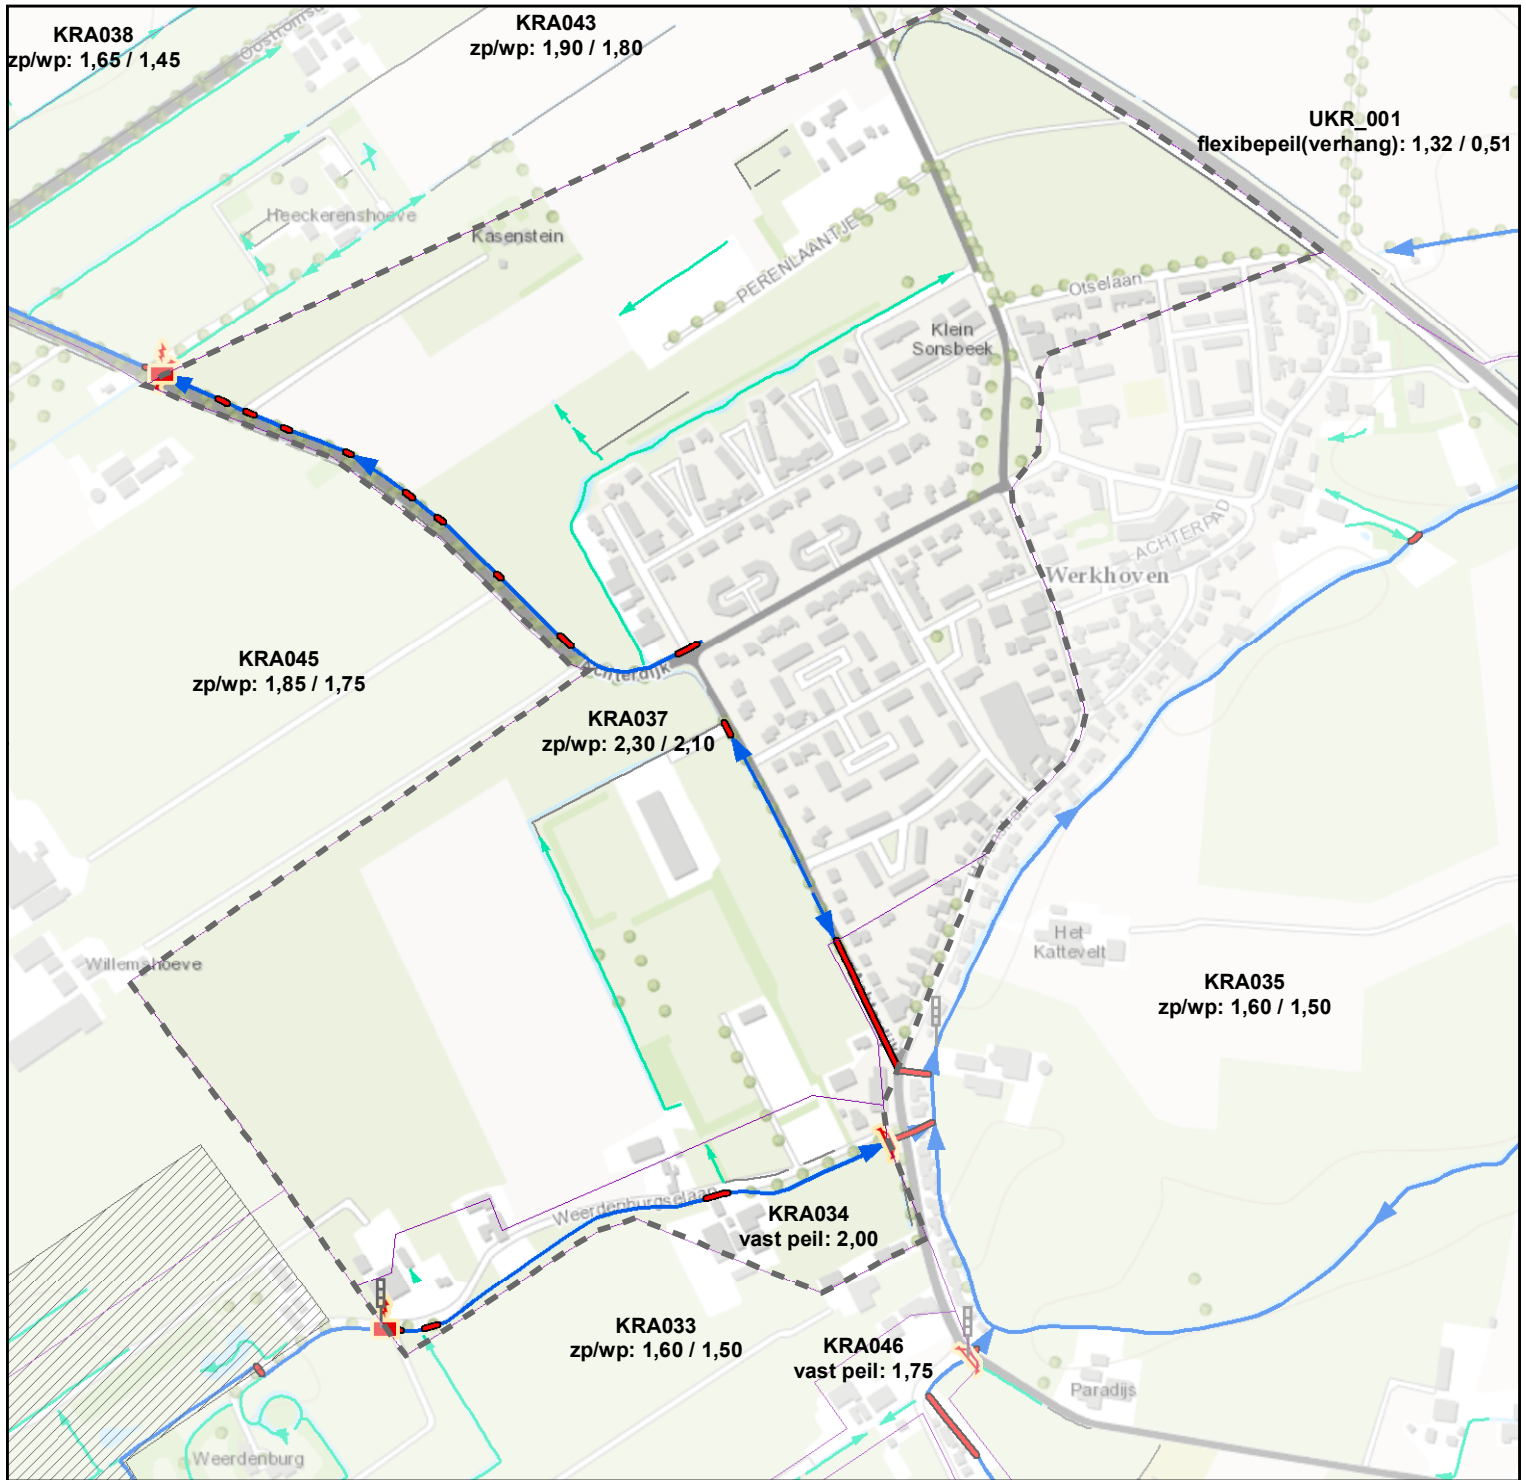 KRA038
zp/wp: 1,65 / 1,45
KRA043
zp/wp: 1,90 / 1,80
UKR_001
flexibepeil(verhang): 1,32 / 0,51
Heeckerenshoeve
Kasenstein
PERENLAANTJE
Otselaan
Klein
Sonsbeek
ACHTERPAD
Werkhoven
KRA045
zp/wp: 1,85 / 1,75
Achterdijk
KRA037
zp/wp: 2,30 / 2,10
Willemshoeve
Het
Kattevelt
KRA035
zp/wp: 1,60 / 1,50
Weerdenburgselaan
KRA034
vast peil: 2,00
KRA033
zp/wp: 1,60 / 1,50
KRA046
vast peil: 1,75
Paradijs
Weerdenburg